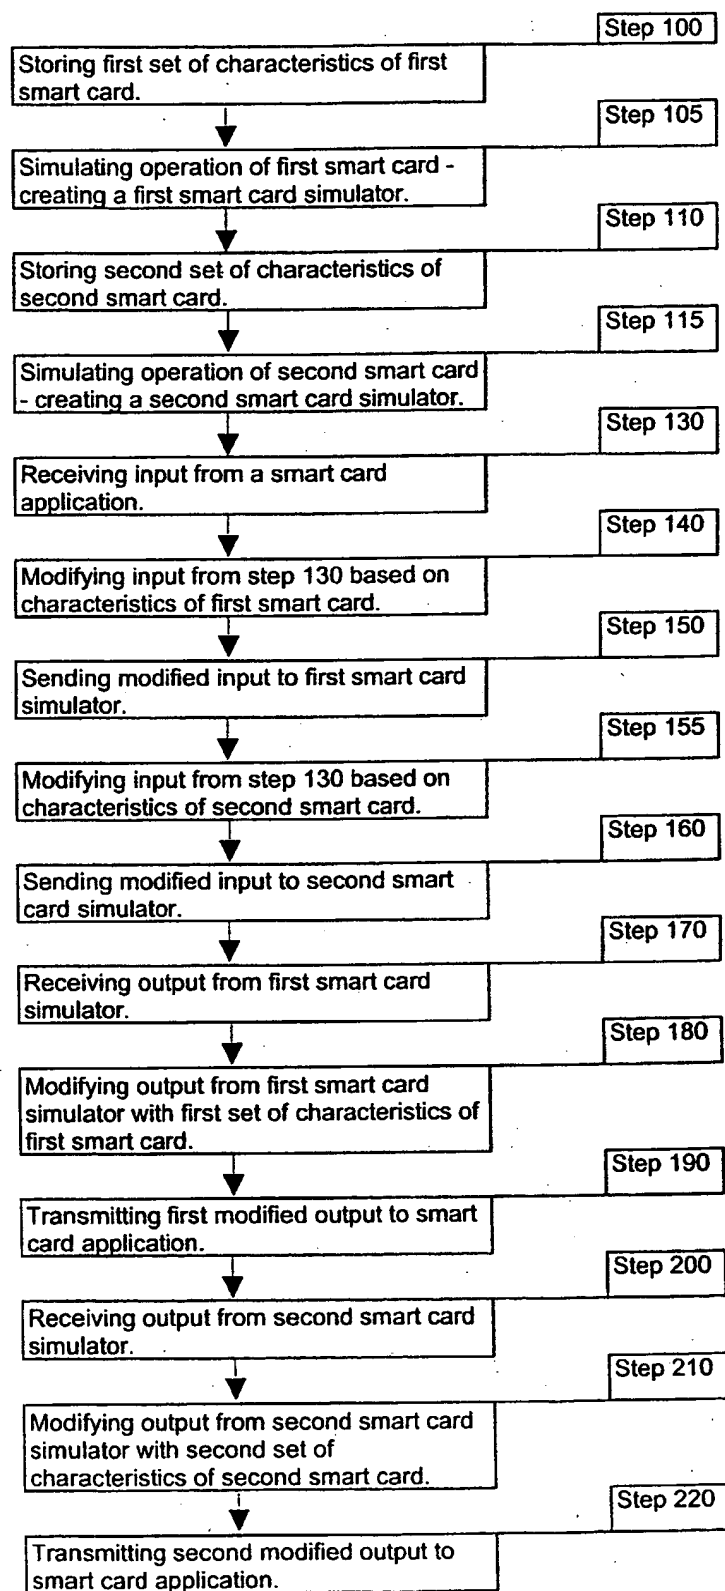 Step 100
Storing first set of characteristics of first
smart card.
Step 105
Simulating operation of first smart card -
creating a first smart card simulator.
Step 110
Storing second set of characteristics of
second smart card.
Step 115
Simulating operation of second smart card
- creating a second smart card simulator.
Step 130
Receiving input from a smart card
application.
Step 140
Modifying input from step 130 based on
characteristics of first smart card.
Step 150
Sending modified input to first smart card
simulator.
Step 155
Modifying input from step 130 based on
characteristics of second smart card.
Step 160
Sending modified input to second smart
card simulator.
Step 170
Receiving output from first smart card
simulator.
Step 180
Modifying output from first smart card
simulator with first set of characteristics of
first smart card.
Step 190
Transmitting first modified output to smart
card application.
Step 200
Receiving output from second smart card
simulator.
Step 210
Modifying output from second smart card
simulator with second set of
characteristics of second smart card.
Step 220
Transmitting second modified output to
smart card application.